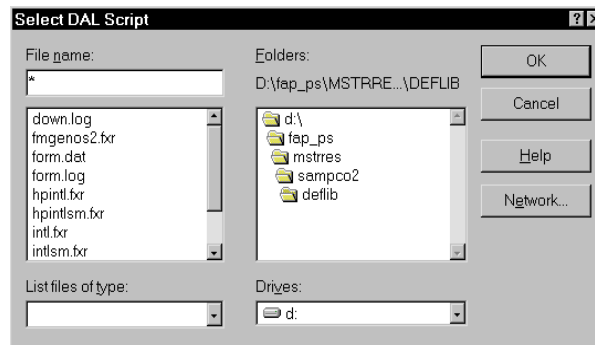 Select DAL Script
File name:
*
down.log
fmgenos2.fxr
form.dat
form.log
hpintl.fxr
hpintlsm.fxr
intl.fxr
intlsm.fxr
List files of type:
Folders:
D:\fap_ps\MSTRRE...\DEFLIB
d:\
fap_ps
mstrres
sampco2
deflib
Drives:
d:
OK
Cancel
Help
Network...